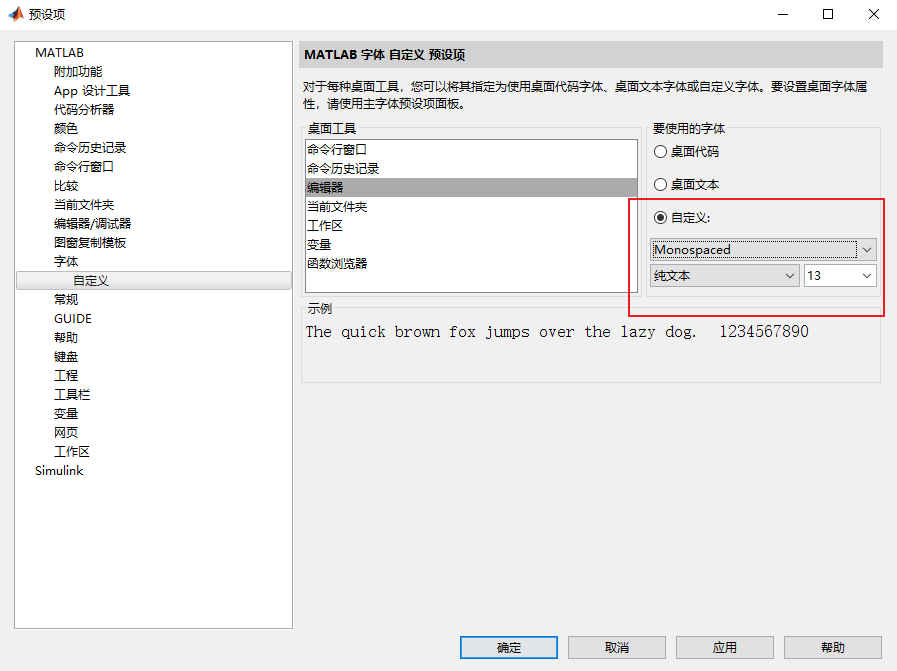 预设项
MATLAB
附加功能
App 设计工具
代码分析器
颜色
命令历史记录
命令行窗口
比较
当前文件夹
编辑器/调试器
图窗复制模板
字体
自定义
常规
GUIDE
帮助
键盘
工程
工具栏
变量
网页
工作区
Simulink
MATLAB 字体 自定义 预设项
对于每种桌面工具，您可以将其指定为使用桌面代码字体、桌面文本字体或自定义字体。要设置桌面字体属
性，请使用主字体预设项面板。
桌面工具
命令行窗口
命令历史记录
编辑器
当前文件夹
工作区
变量
函数浏览器
要使用的字体
桌面代码
桌面文本
自定义:
Monospaced
纯文本 13
示例
The quick brown fox jumps over the lazy dog. 1234567890
确定 取消 应用 帮助